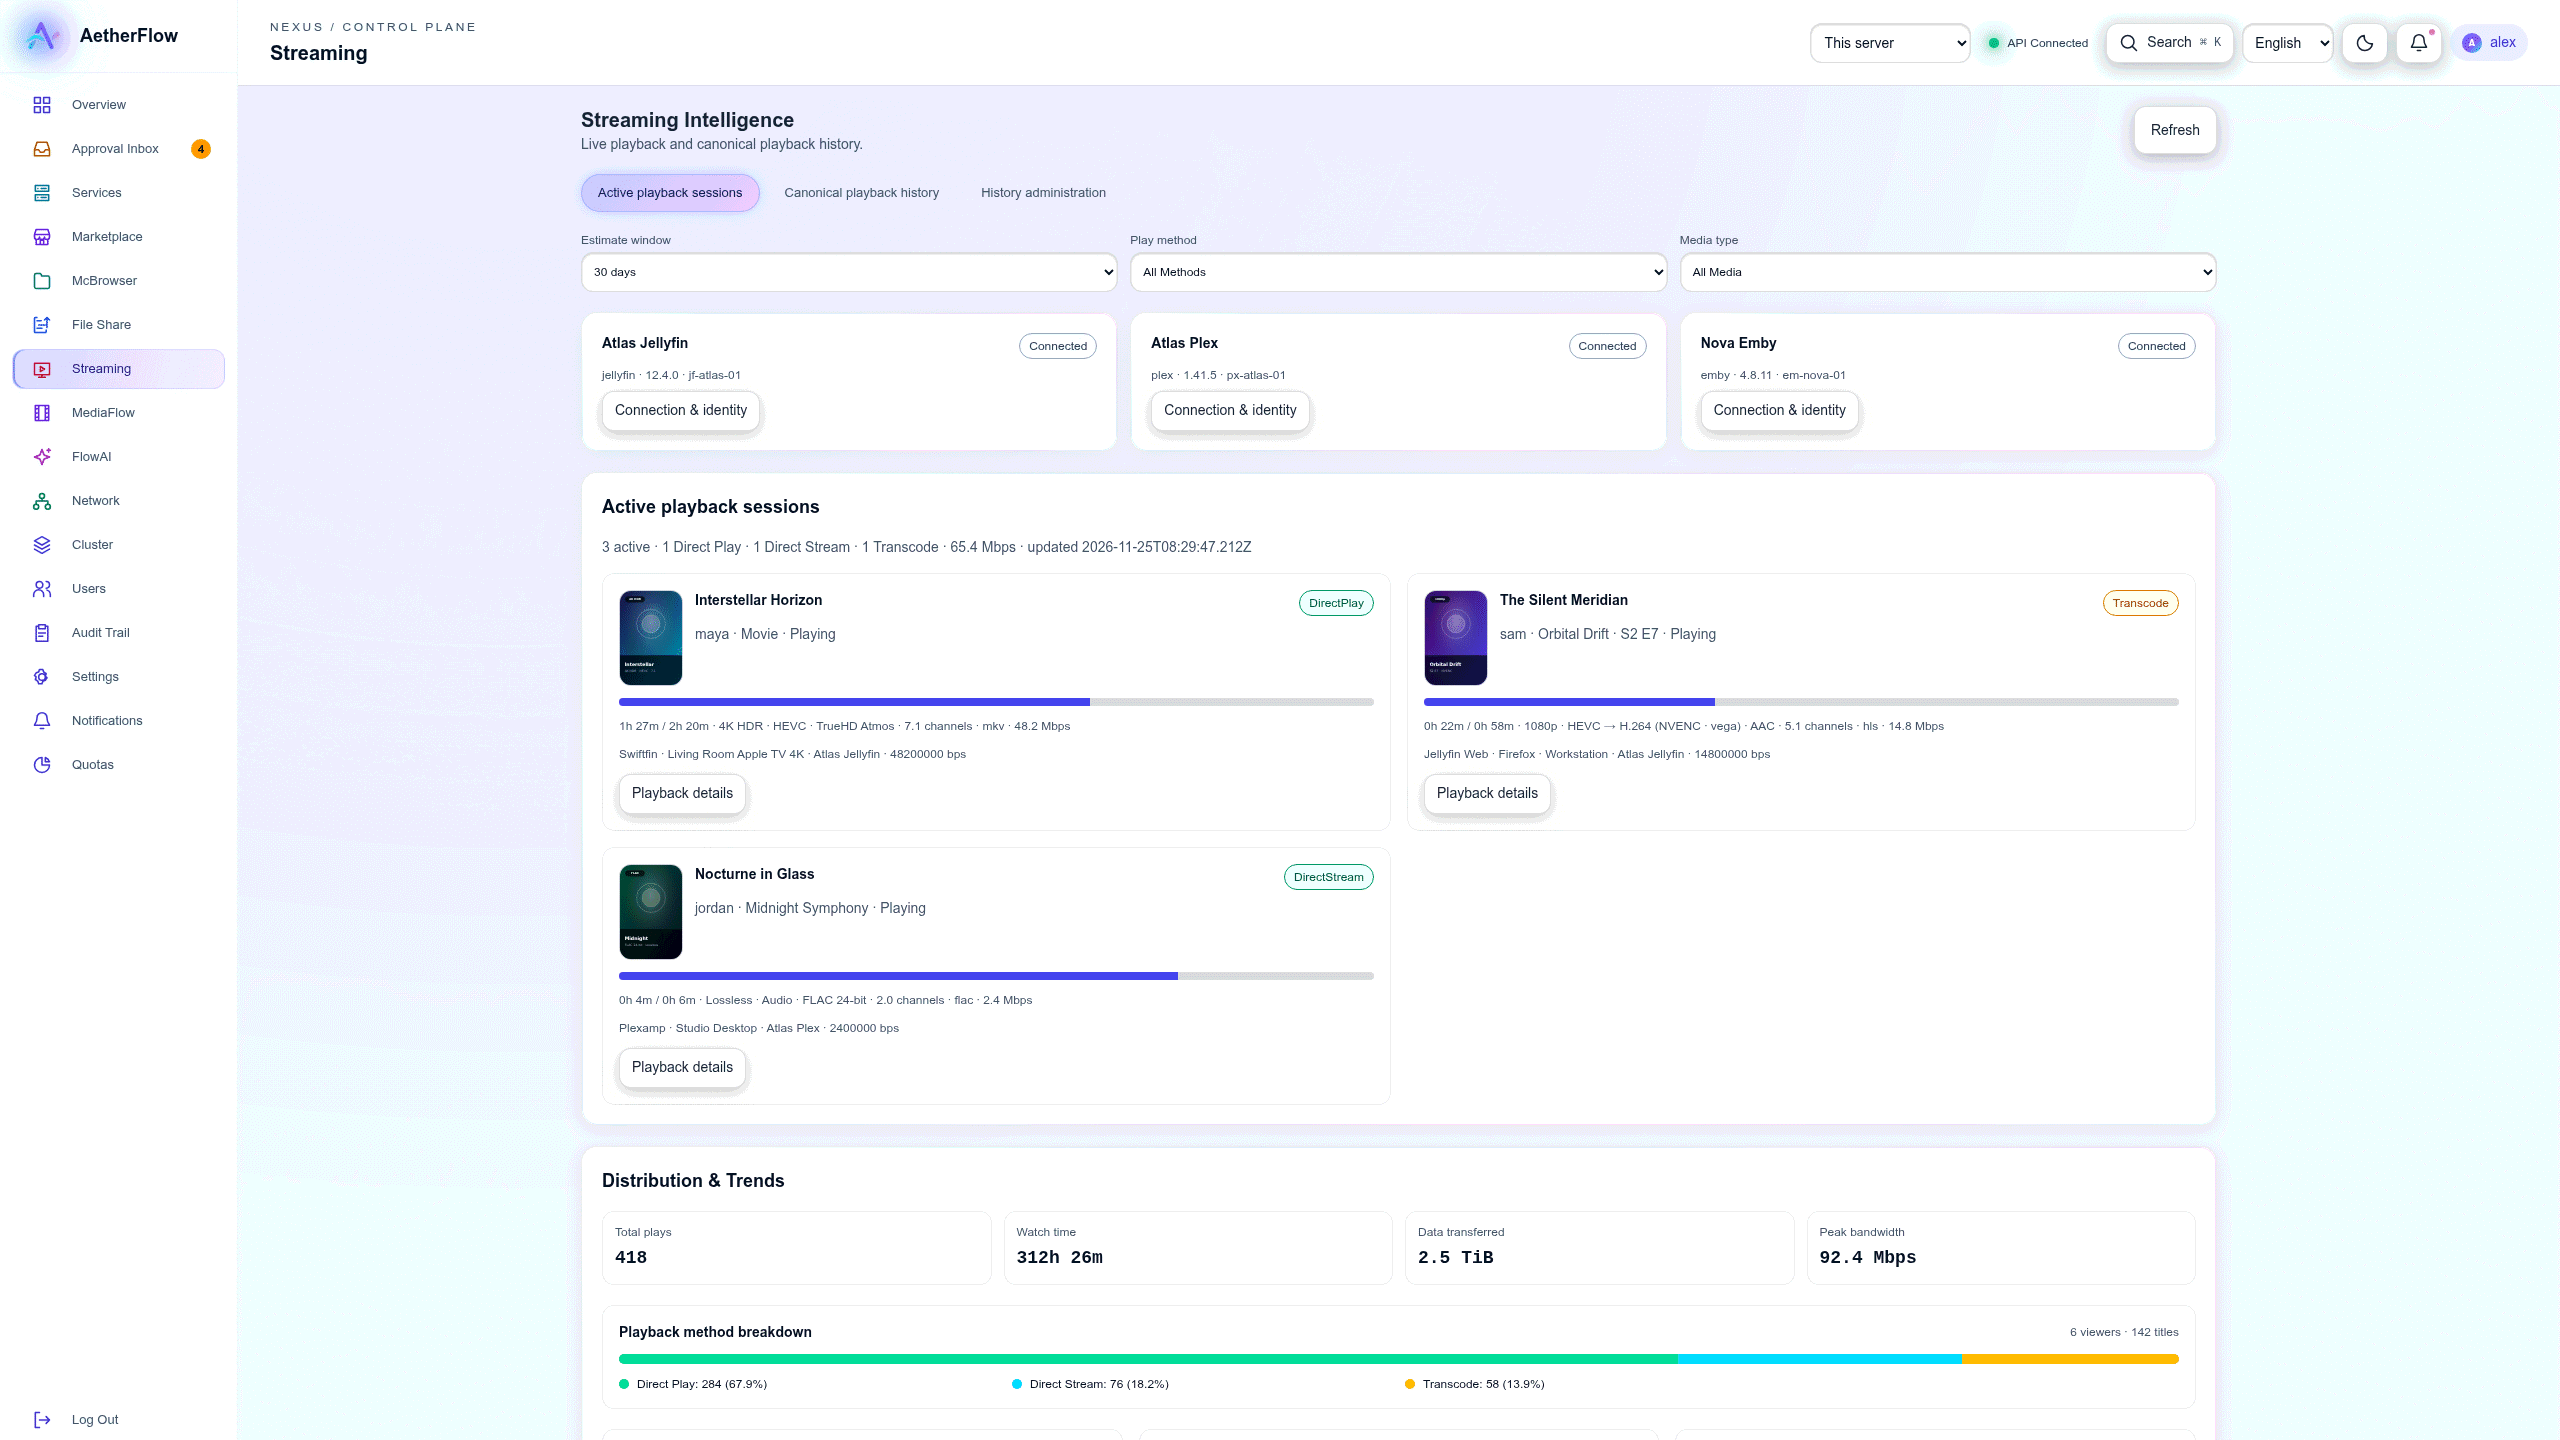 AetherFlow
NEXUS / CONTROL PLANE
Streaming
This server
API Connected
Search ⌘ K
English
alex
Overview
Approval Inbox 4
Services
Marketplace
McBrowser
File Share
Streaming
MediaFlow
FlowAI
Network
Cluster
Users
Audit Trail
Settings
Notifications
Quotas
Log Out
Streaming Intelligence
Live playback and canonical playback history.
Refresh
Active playback sessions
Canonical playback history
History administration
Estimate window
30 days
Play method
All Methods
Media type
All Media
Atlas Jellyfin
Connected
jellyfin · 12.4.0 · jf-atlas-01
Connection & identity
Atlas Plex
Connected
plex · 1.41.5 · px-atlas-01
Connection & identity
Nova Emby
Connected
emby · 4.8.11 · em-nova-01
Connection & identity
Active playback sessions
3 active · 1 Direct Play · 1 Direct Stream · 1 Transcode · 65.4 Mbps · updated 2026-11-25T08:29:47.212Z
Interstellar
Interstellar Horizon
DirectPlay
maya · Movie · Playing
1h 27m / 2h 20m · 4K HDR · HEVC · TrueHD Atmos · 7.1 channels · mkv · 48.2 Mbps
Swiftfin · Living Room Apple TV 4K · Atlas Jellyfin · 48200000 bps
Playback details
Orbital Drift
The Silent Meridian
Transcode
sam · Orbital Drift · S2 E7 · Playing
0h 22m / 0h 58m · 1080p · HEVC → H.264 (NVENC · vega) · AAC · 5.1 channels · hls · 14.8 Mbps
Jellyfin Web · Firefox · Workstation · Atlas Jellyfin · 14800000 bps
Playback details
Midnight
Nocturne in Glass
DirectStream
jordan · Midnight Symphony · Playing
0h 4m / 0h 6m · Lossless · Audio · FLAC 24-bit · 2.0 channels · flac · 2.4 Mbps
Plexamp · Studio Desktop · Atlas Plex · 2400000 bps
Playback details
Distribution & Trends
Total plays
418
Watch time
312h 26m
Data transferred
2.5 TiB
Peak bandwidth
92.4 Mbps
Playback method breakdown
6 viewers · 142 titles
Direct Play: 284 (67.9%)
Direct Stream: 76 (18.2%)
Transcode: 58 (13.9%)